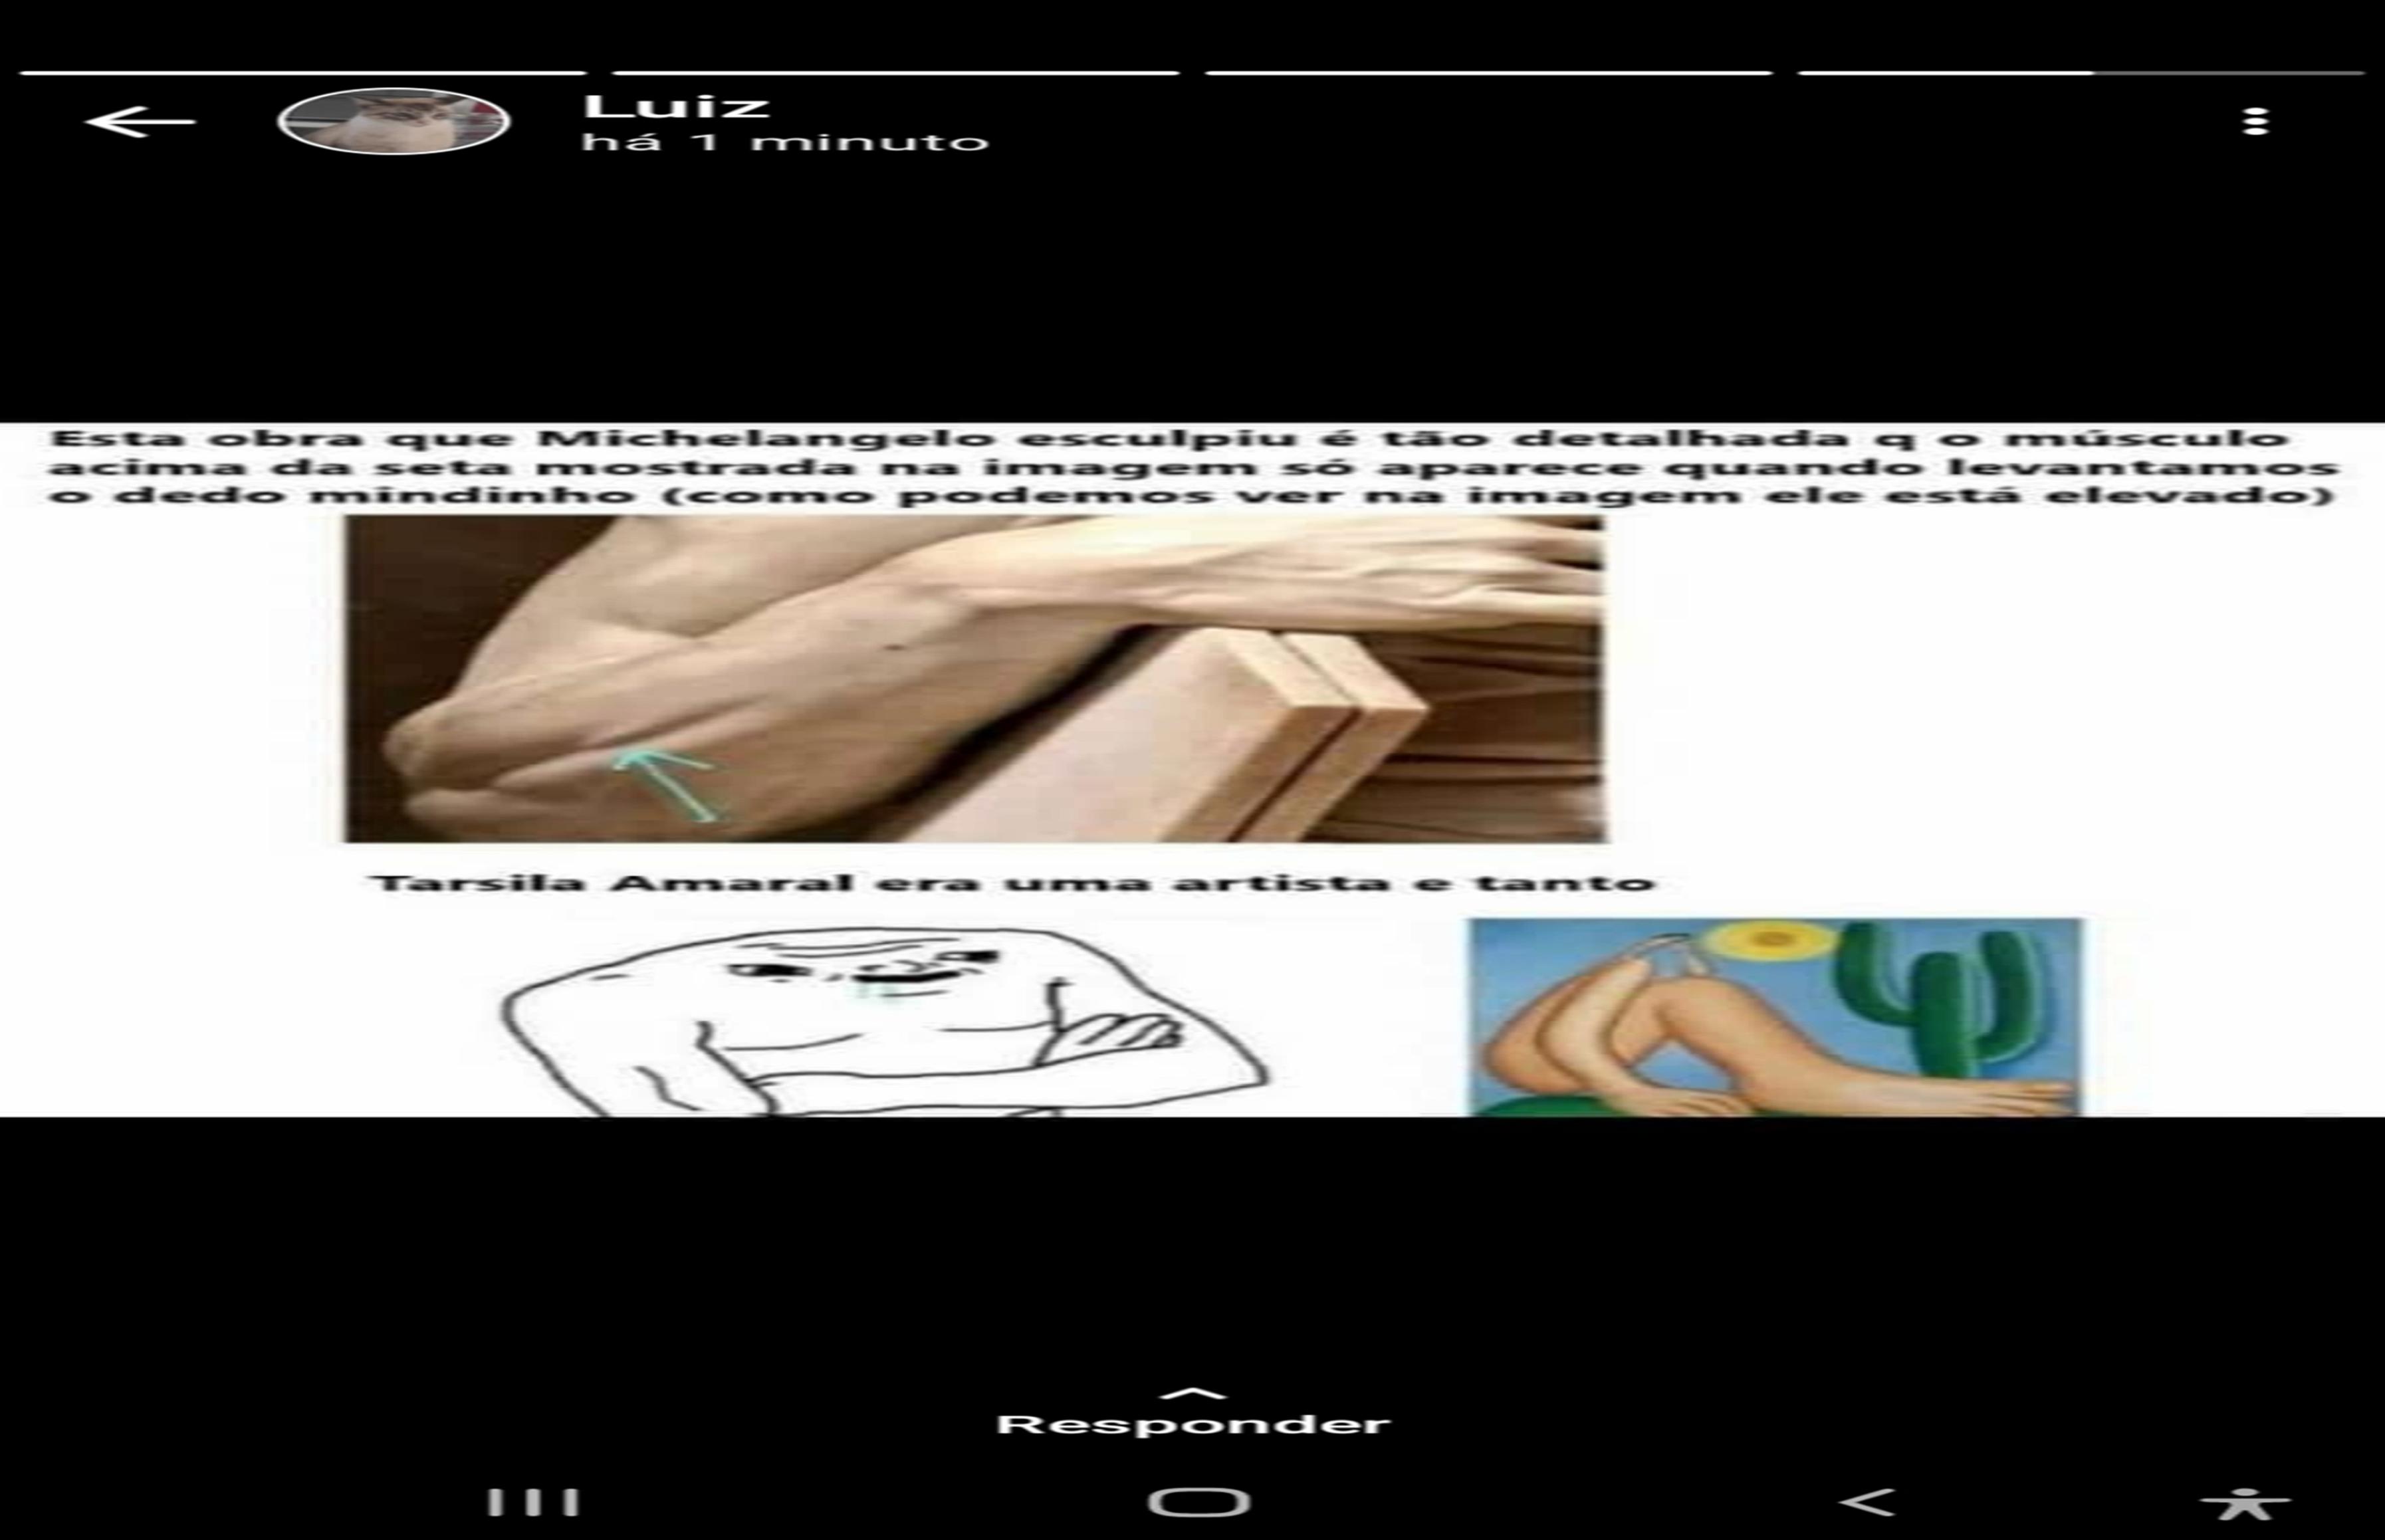 Luiz
há 1 minuto
Esta obra que Michelangelo esculpiu é tão detalhada q o músculo
acima da seta mostrada na imagem só aparece quando levantamos
o dedo mindinho (como podemos ver na imagem ele está elevado)
Tarsila Amaral era uma artista e tanto
Responder